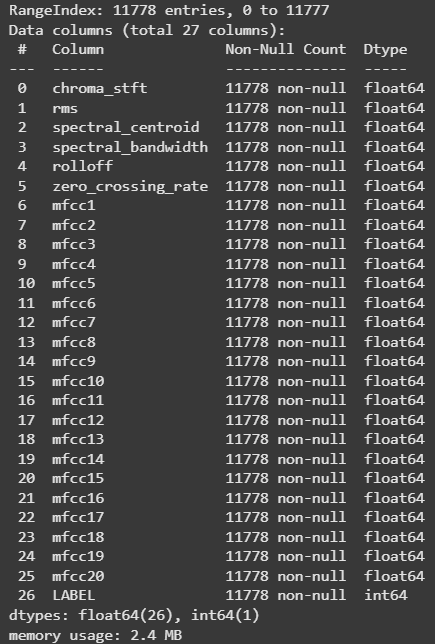 RangeIndex: 11778 entries, 0 to 11777
Data columns (total 27 columns):
 #   Column              Non-Null Count  Dtype
---  ------              --------------  -----
 0   chroma_stft         11778 non-null  float64
 1   rms                 11778 non-null  float64
 2   spectral_centroid   11778 non-null  float64
 3   spectral_bandwidth  11778 non-null  float64
 4   rolloff             11778 non-null  float64
 5   zero_crossing_rate  11778 non-null  float64
 6   mfcc1               11778 non-null  float64
 7   mfcc2               11778 non-null  float64
 8   mfcc3               11778 non-null  float64
 9   mfcc4               11778 non-null  float64
 10  mfcc5               11778 non-null  float64
 11  mfcc6               11778 non-null  float64
 12  mfcc7               11778 non-null  float64
 13  mfcc8               11778 non-null  float64
 14  mfcc9               11778 non-null  float64
 15  mfcc10              11778 non-null  float64
 16  mfcc11              11778 non-null  float64
 17  mfcc12              11778 non-null  float64
 18  mfcc13              11778 non-null  float64
 19  mfcc14              11778 non-null  float64
 20  mfcc15              11778 non-null  float64
 21  mfcc16              11778 non-null  float64
 22  mfcc17              11778 non-null  float64
 23  mfcc18              11778 non-null  float64
 24  mfcc19              11778 non-null  float64
 25  mfcc20              11778 non-null  float64
 26  LABEL               11778 non-null  int64
dtypes: float64(26), int64(1)
memory usage: 2.4 MB